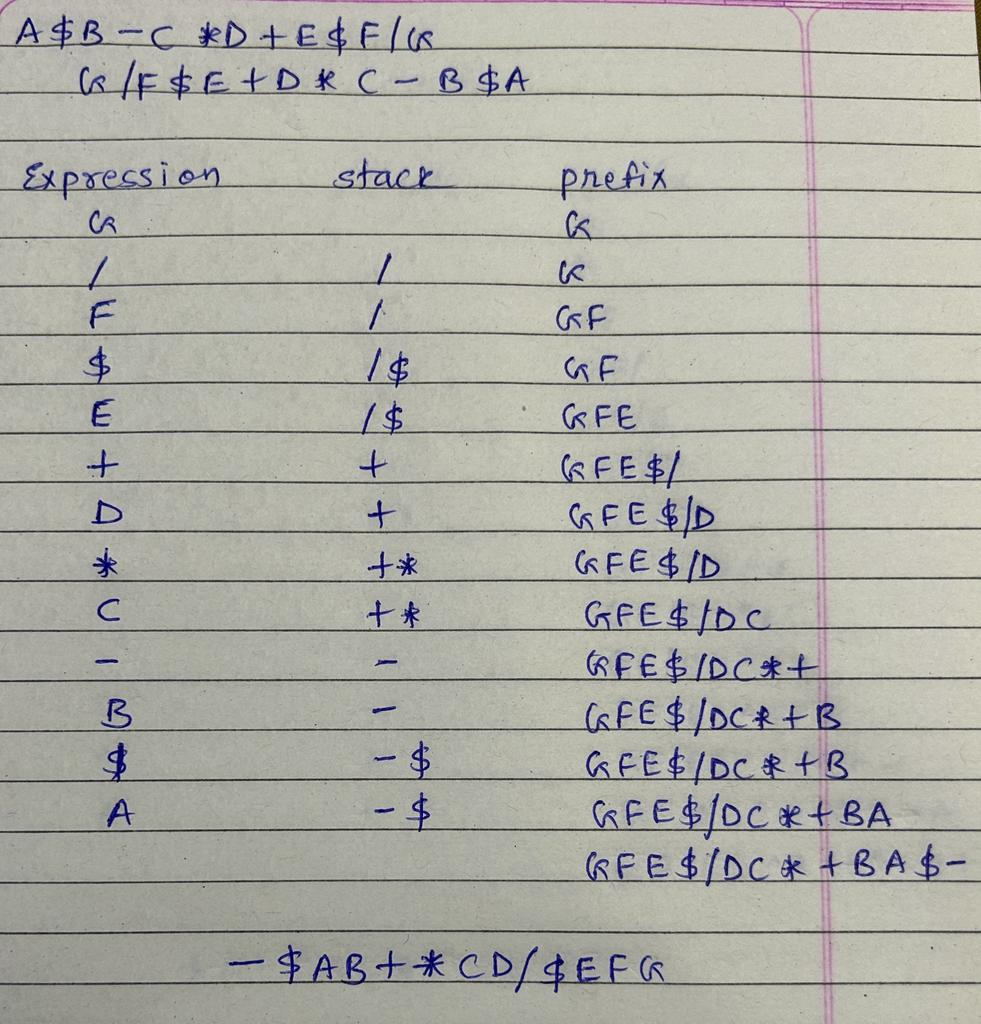 A $ B - C * D + E $ F / G
G / F $ E + D * C - B $ A
Expression stack prefix
G G
/ / G
F / GF
$ / $ GF
E / $ GFE
+ + GFE$/
D + GFE$/D
* +* GFE$/D
C +* GFE$/DC
- - GFE$/DC*+
B - GFE$/DC*+B
$ -$ GFE$/DC*+B
A -$ GFE$/DC*+BA
GFE$/DC*+BA$-
-$AB+*CD/$EFG